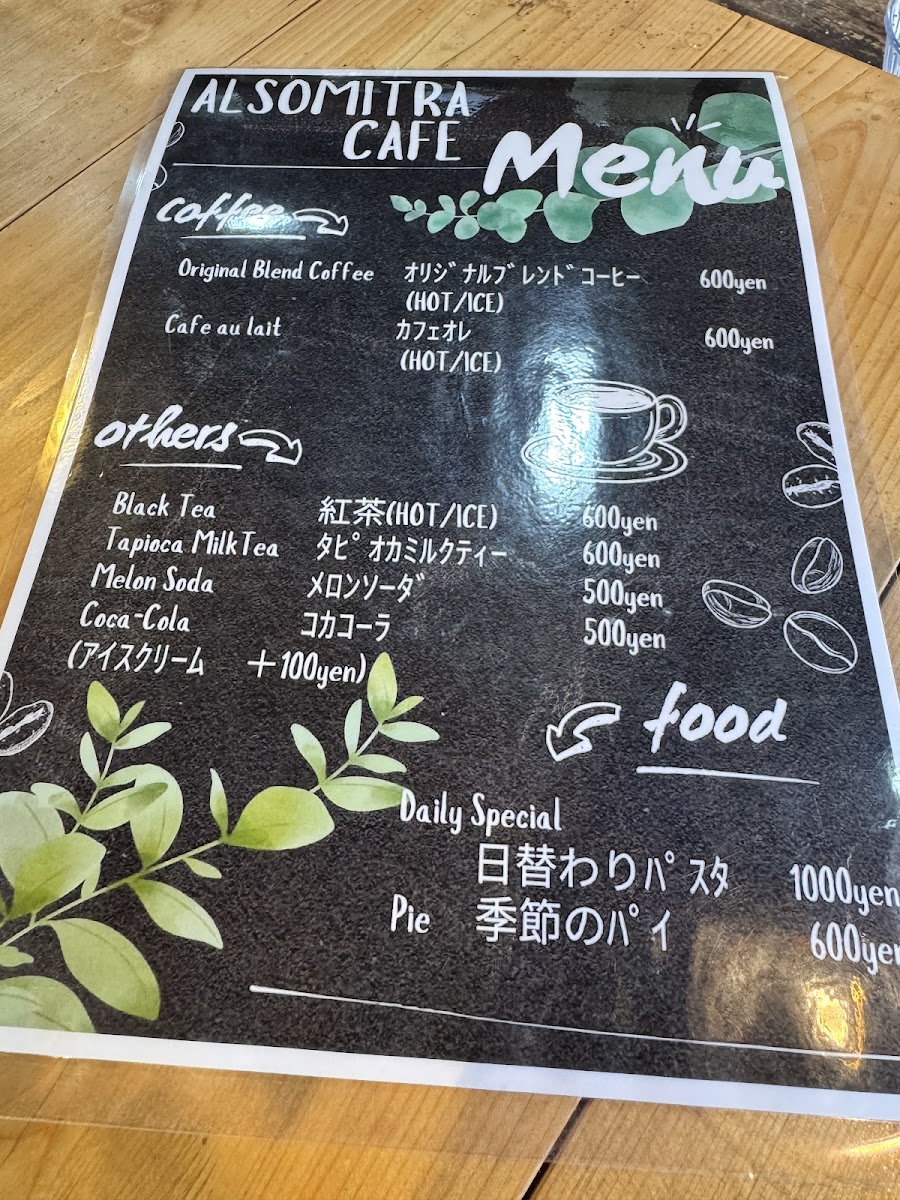 ALSOMITRA
CAFE
Menu
coffee
Original Blend Coffee オリジナルブレンドコーヒー 600yen
(HOT/ICE)
Cafe au lait カフェオレ 600yen
(HOT/ICE)
others
Black Tea 紅茶(HOT/ICE) 600yen
Tapioca MilkTea タピオカミルクティー 600yen
Melon Soda メロンソーダ 500yen
Coca-Cola コカコーラ 500yen
(アイスクリーム +100yen)
food
Daily Special
日替わりパスタ 1000yen
Pie 季節のパイ 600yen